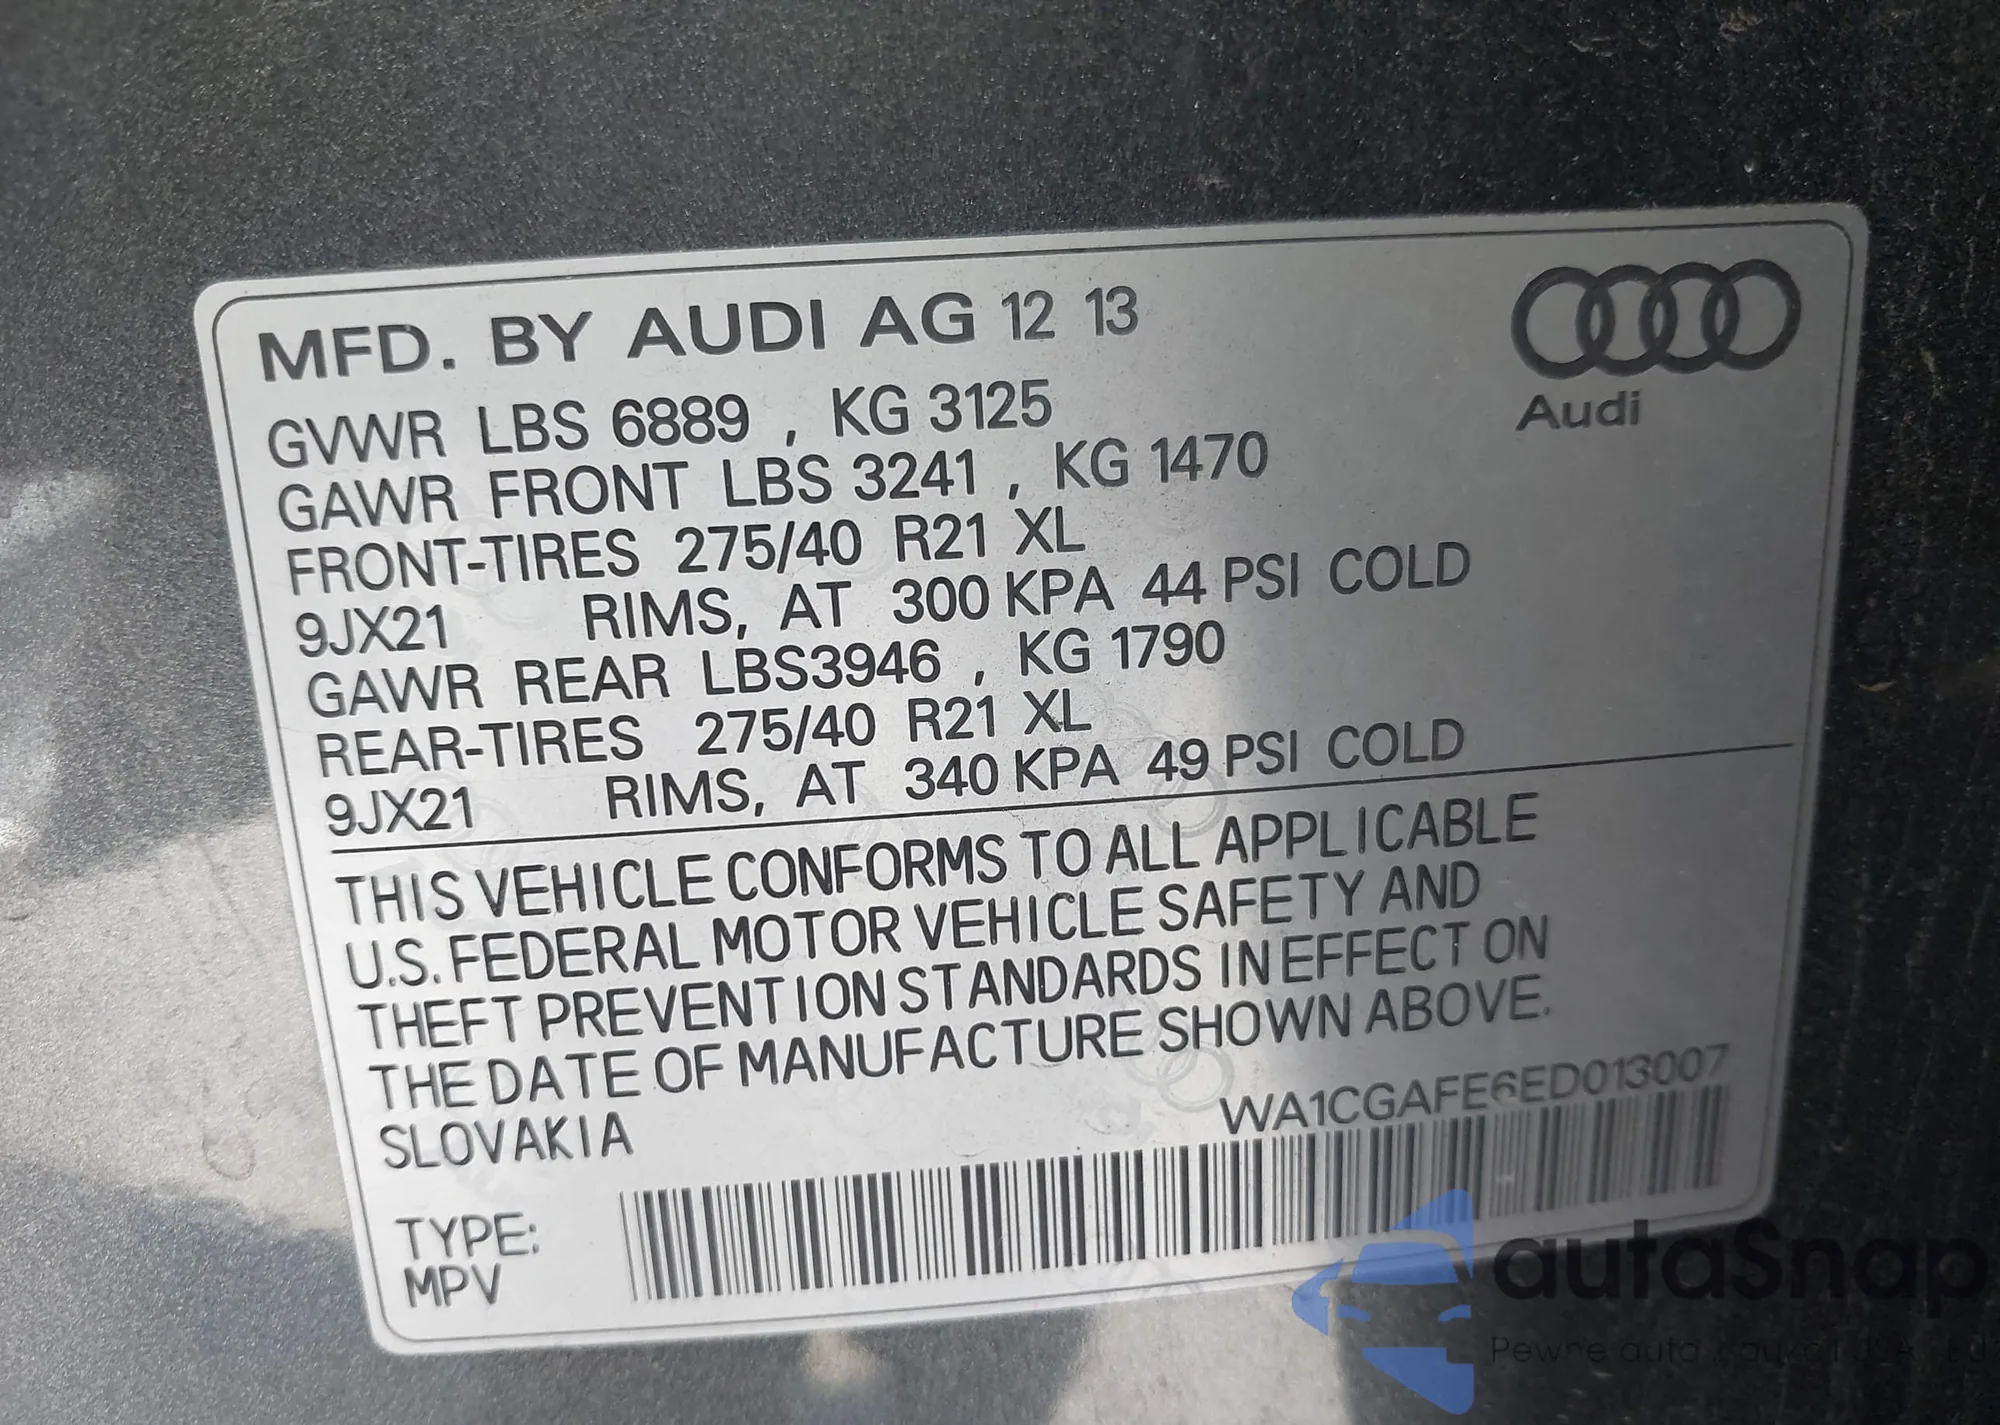 MFD. BY AUDI AG 12 13
Audi
GVWR LBS 6889 , KG 3125
GAWR FRONT LBS 3241 , KG 1470
FRONT-TIRES 275/40 R21 XL
9JX21 RIMS, AT 300 KPA 44 PSI COLD
GAWR REAR LBS3946 , KG 1790
REAR-TIRES 275/40 R21 XL
9JX21 RIMS, AT 340 KPA 49 PSI COLD
THIS VEHICLE CONFORMS TO ALL APPLICABLE
U.S. FEDERAL MOTOR VEHICLE SAFETY AND
THEFT PREVENTION STANDARDS IN EFFECT ON
THE DATE OF MANUFACTURE SHOWN ABOVE.
SLOVAKIA
WA1CGAFE6ED013007
TYPE:
MPV
autaSnap
Pewne auta